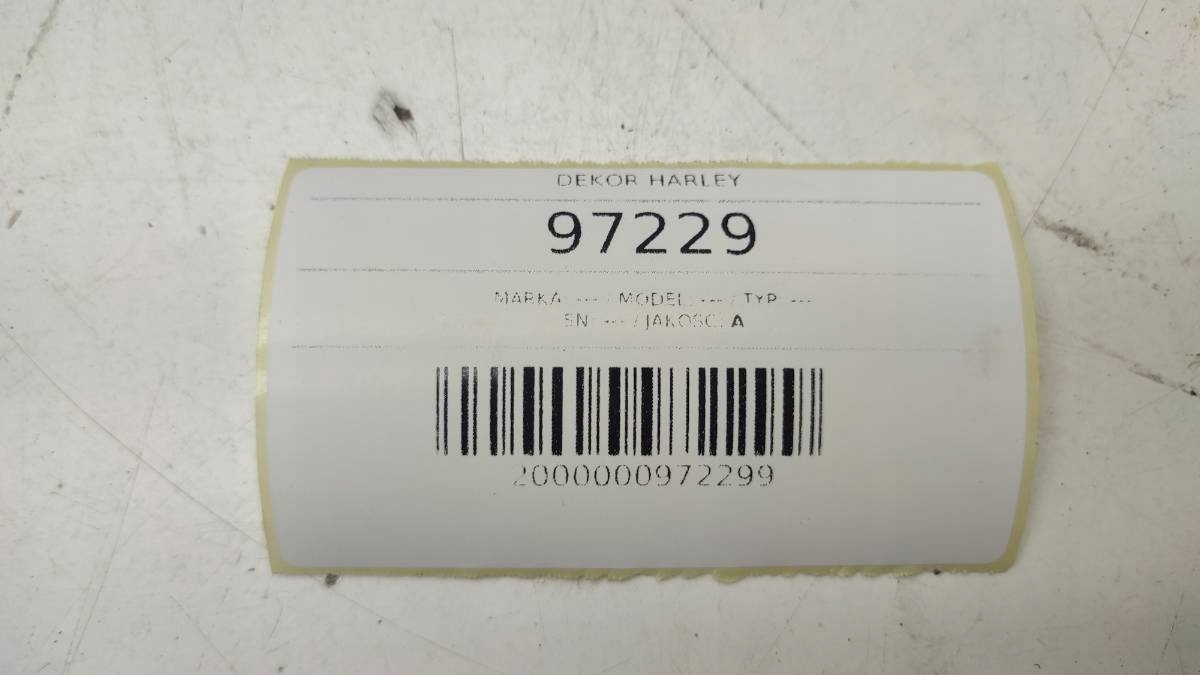 DEKOR HARLEY
97229
MARKA: --- / MODEL: --- / TYP: ---
SN: --- / JAKOŚĆ: A
2000000972299